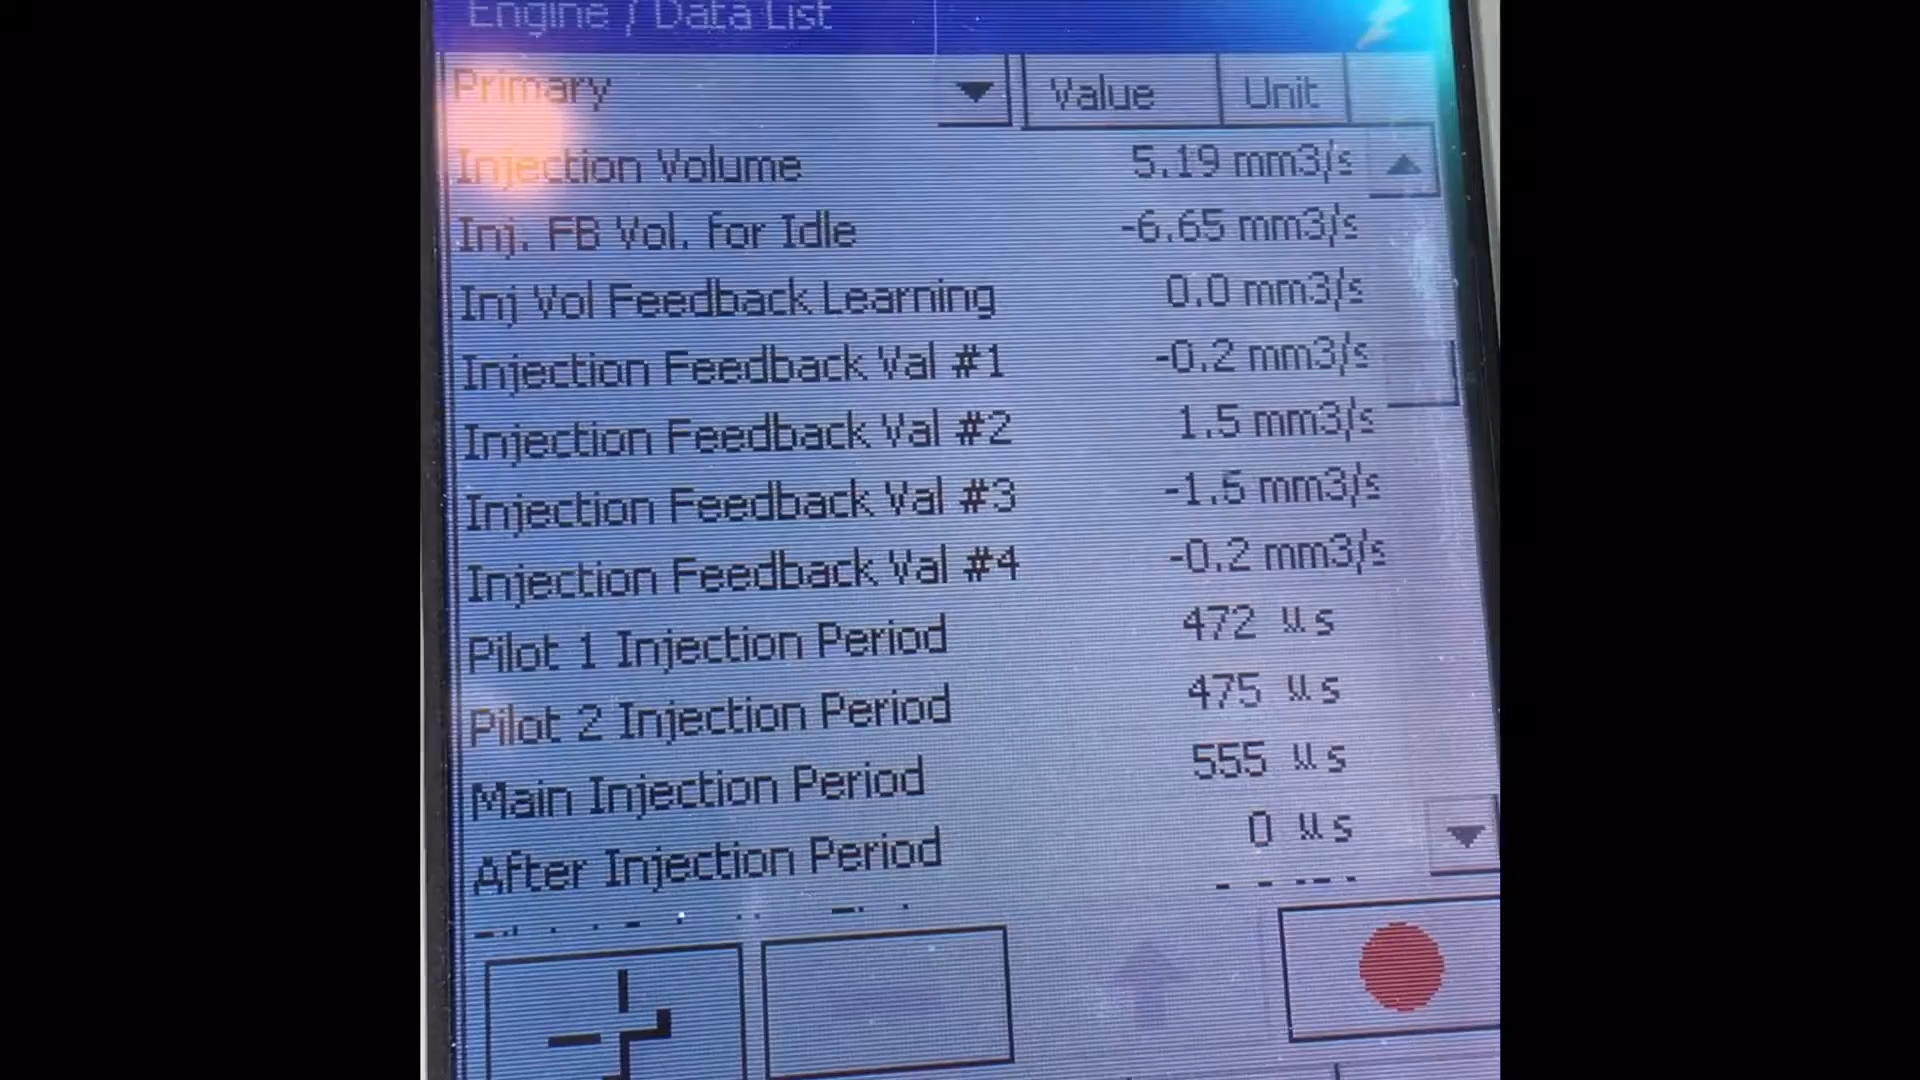 Engine / Data List
Primary Value Unit
Injection Volume 5.19 mm3/s
Inj. FB Vol. for Idle -6.65 mm3/s
Inj Vol Feedback Learning 0.0 mm3/s
Injection Feedback Val #1 -0.2 mm3/s
Injection Feedback Val #2 1.5 mm3/s
Injection Feedback Val #3 -1.5 mm3/s
Injection Feedback Val #4 -0.2 mm3/s
Pilot 1 Injection Period 472 µs
Pilot 2 Injection Period 475 µs
Main Injection Period 555 µs
After Injection Period 0 µs